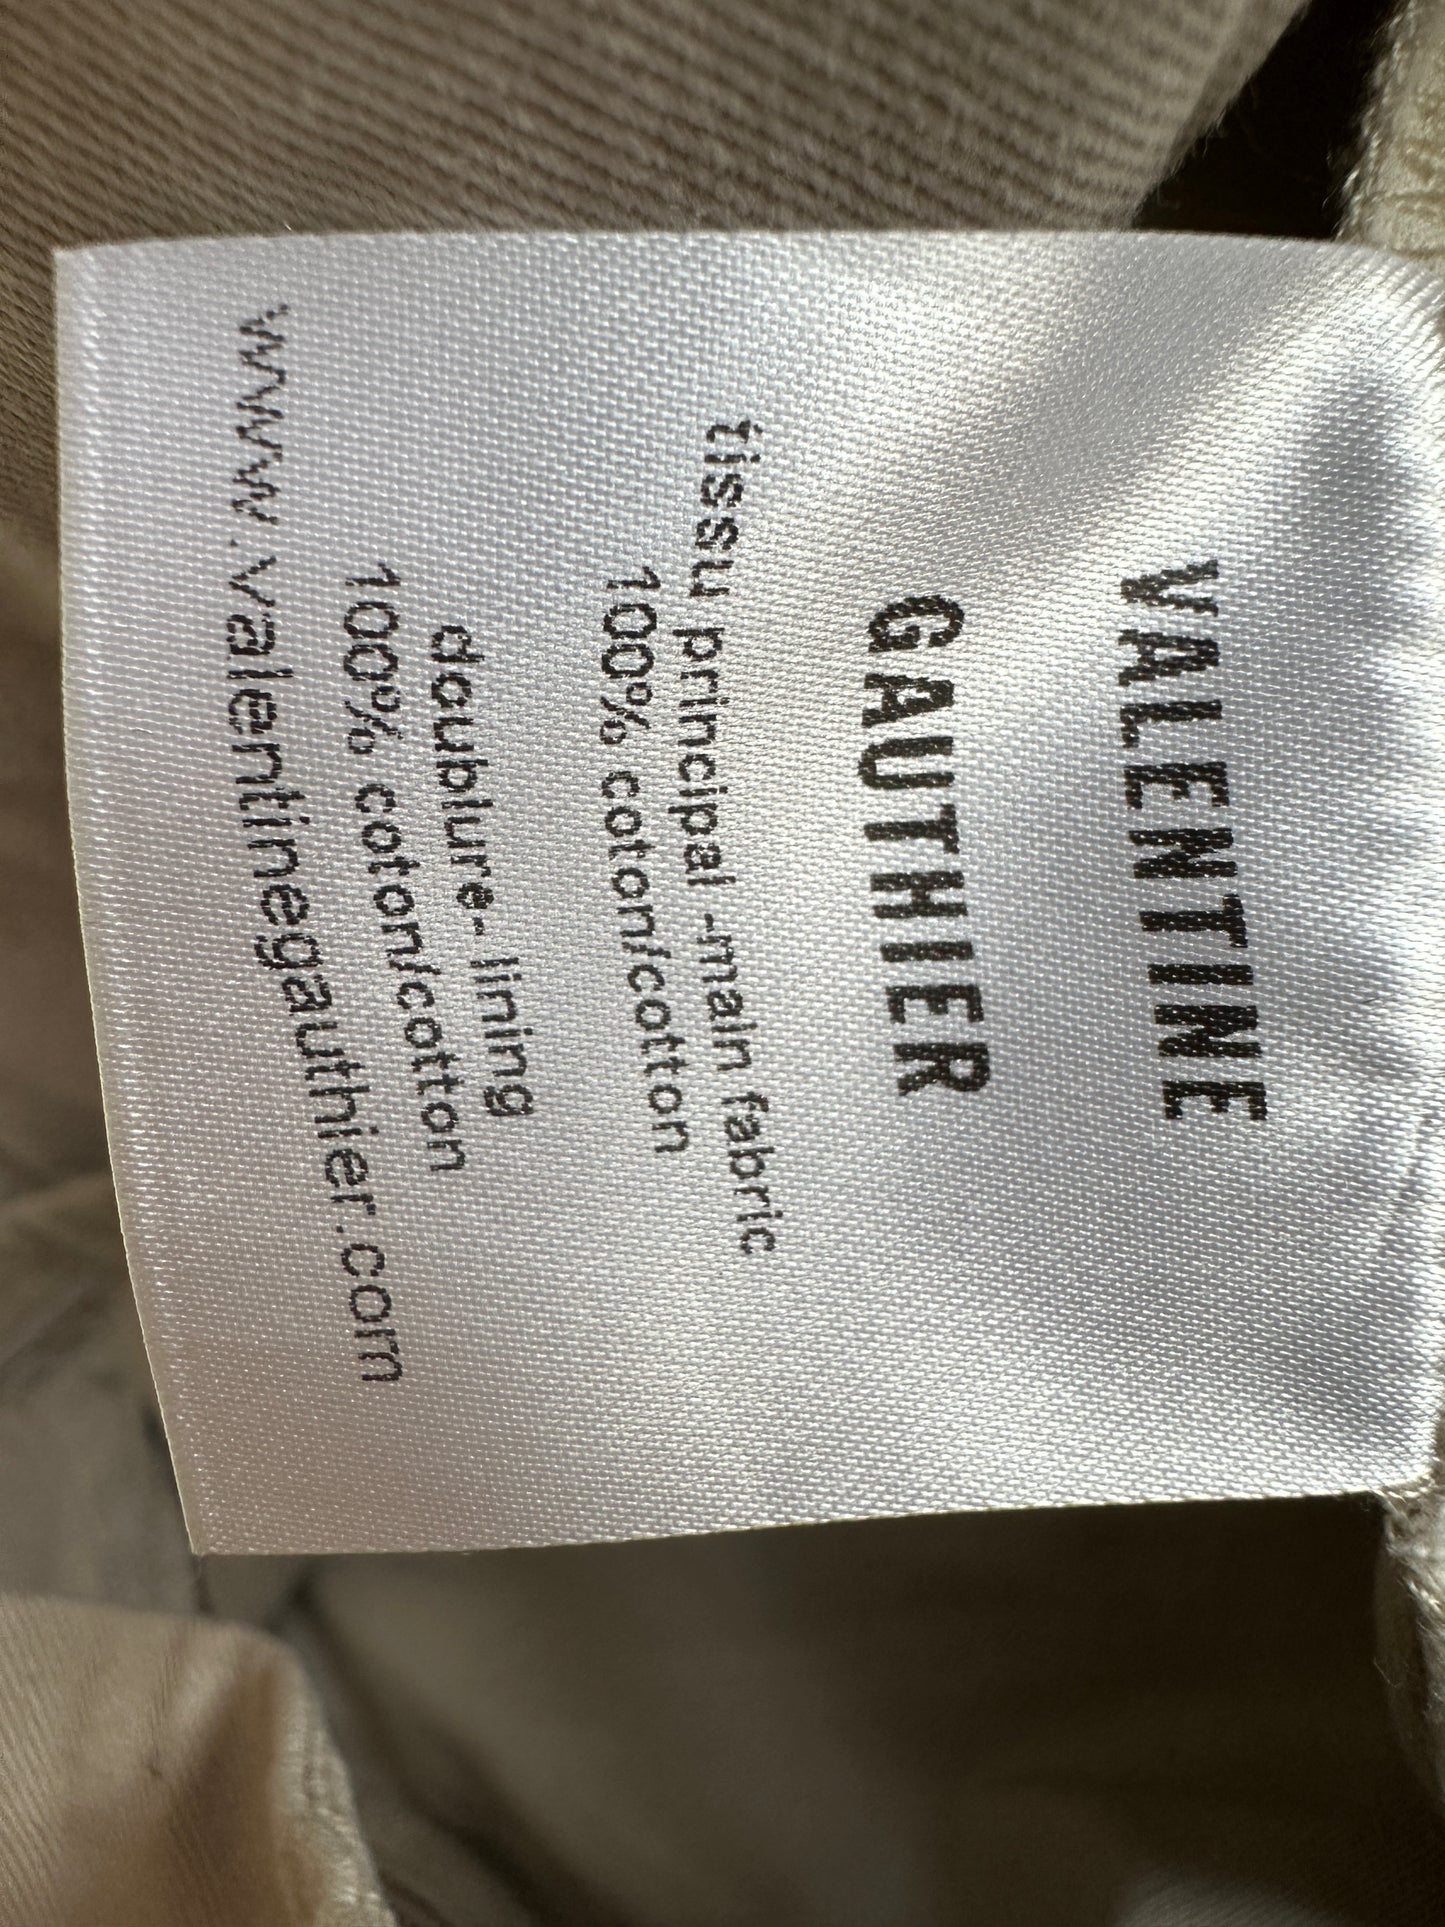 VALENTINE
GAUTHIER
tissu principal -main fabric
100% coton/cotton
doublure- lining
100% coton/cotton
www.valentinegauthier.com